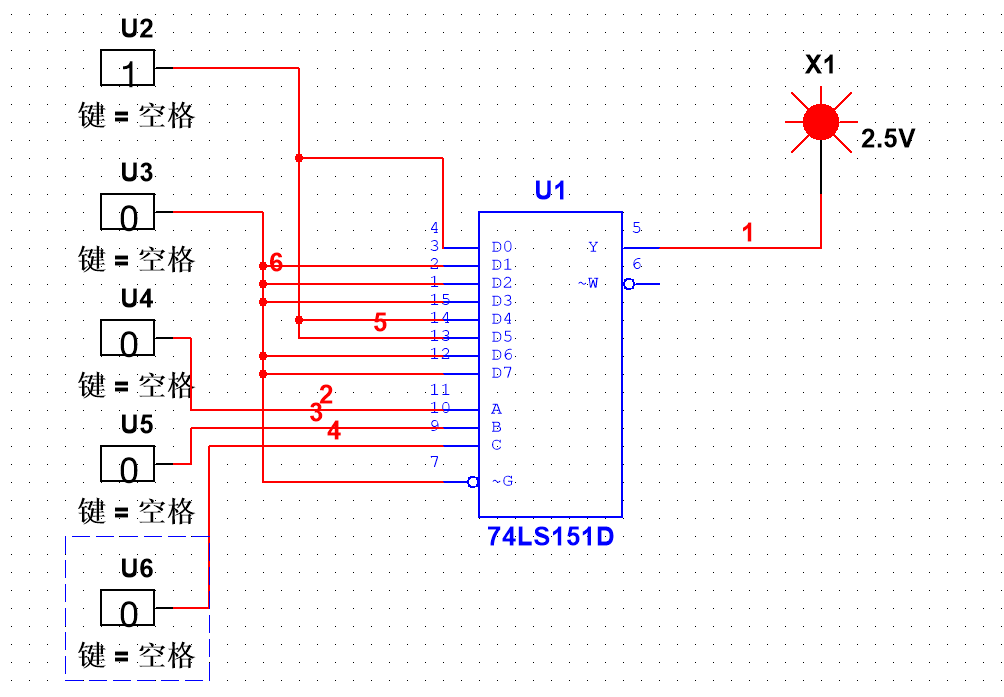 U2
1
键 = 空格
U3
0
键 = 空格
U4
0
键 = 空格
U5
0
键 = 空格
U6
0
键 = 空格
6
5
2
3
4
U1
4
3
2
1
15
14
13
12
11
10
9
7
D0
D1
D2
D3
D4
D5
D6
D7
A
B
C
~G
Y
~W
5
6
74LS151D
1
X1
2.5V